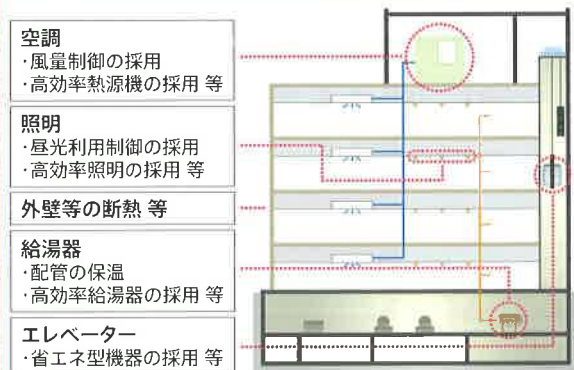 空調
・風量制御の採用
・高効率熱源機の採用 等
照明
・昼光利用制御の採用
・高効率照明の採用 等
外壁等の断熱 等
給湯器
・配管の保温
・高効率給湯器の採用 等
エレベーター
・省エネ型機器の採用 等